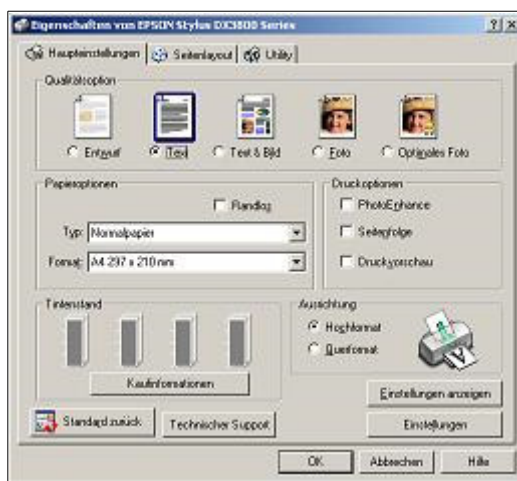 Eigenschaften von EPSON Stylus DX3800 Series
Haupteinstellungen Seitenlayout Utility
Qualitätsoption
Entwurf Text Text & Bild Foto Optimales Foto
Papieroptionen
Randlos
Typ: Normalpapier
Format: A4 297 x 210 mm
Druckoptionen
PhotoEnhance
Seitenfolge
Druckvorschau
Tintenstand
Kaufinformationen
Ausrichtung
Hochformat
Querformat
Einstellungen anzeigen
Standard zurück Technischer Support Einstellungen
OK Abbrechen Hilfe